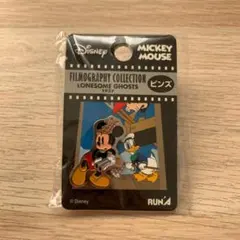 Disney
MICKEY
MOUSE
FILMOGRAPHY COLLECTION
LONESOME GHOSTS
1937
ピンズ
© Disney
RUN'A